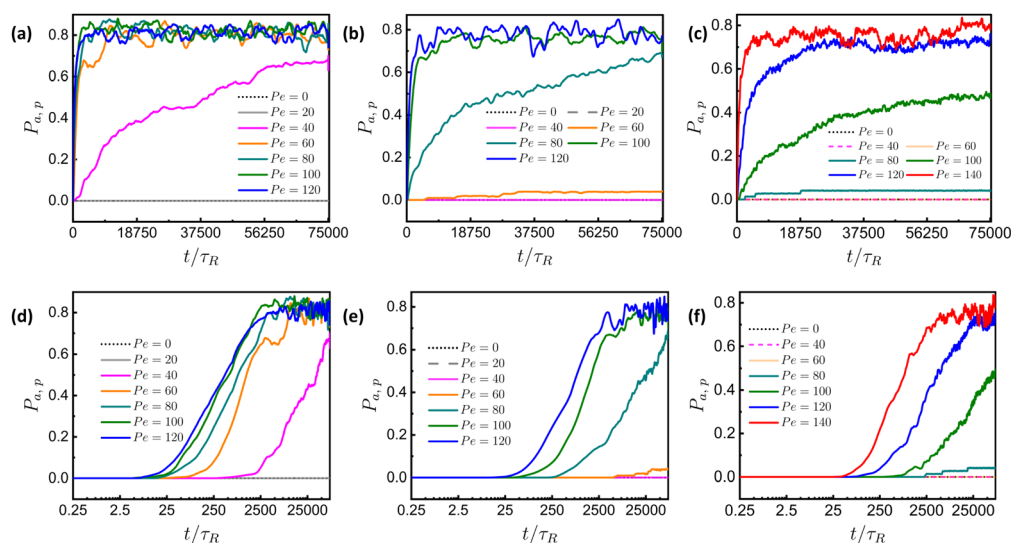 (a)
0.8
0.6
0.4
0.2
0.0
P_{a, p}
Pe = 0
Pe = 20
Pe = 40
Pe = 60
Pe = 80
Pe = 100
Pe = 120
0 18750 37500 56250 75000
t/τ_R
(b)
0.8
0.6
0.4
0.2
0.0
P_{a, p}
Pe = 0 Pe = 20
Pe = 40 Pe = 60
Pe = 80 Pe = 100
Pe = 120
0 18750 37500 56250 75000
t/τ_R
(c)
0.8
0.6
0.4
0.2
0.0
P_{a, p}
Pe = 0
Pe = 40 Pe = 60
Pe = 80 Pe = 100
Pe = 120 Pe = 140
0 18750 37500 56250 75000
t/τ_R
(d)
0.8
0.6
0.4
0.2
0.0
P_{a, p}
Pe = 0
Pe = 20
Pe = 40
Pe = 60
Pe = 80
Pe = 100
Pe = 120
0.25 2.5 25 250 2500 25000
t/τ_R
(e)
0.8
0.6
0.4
0.2
0.0
P_{a, p}
Pe = 0
Pe = 20
Pe = 40
Pe = 60
Pe = 80
Pe = 100
Pe = 120
0.25 2.5 25 250 2500 25000
t/τ_R
(f)
0.8
0.6
0.4
0.2
0.0
P_{a, p}
Pe = 0
Pe = 40
Pe = 60
Pe = 80
Pe = 100
Pe = 120
Pe = 140
0.25 2.5 25 250 2500 25000
t/τ_R